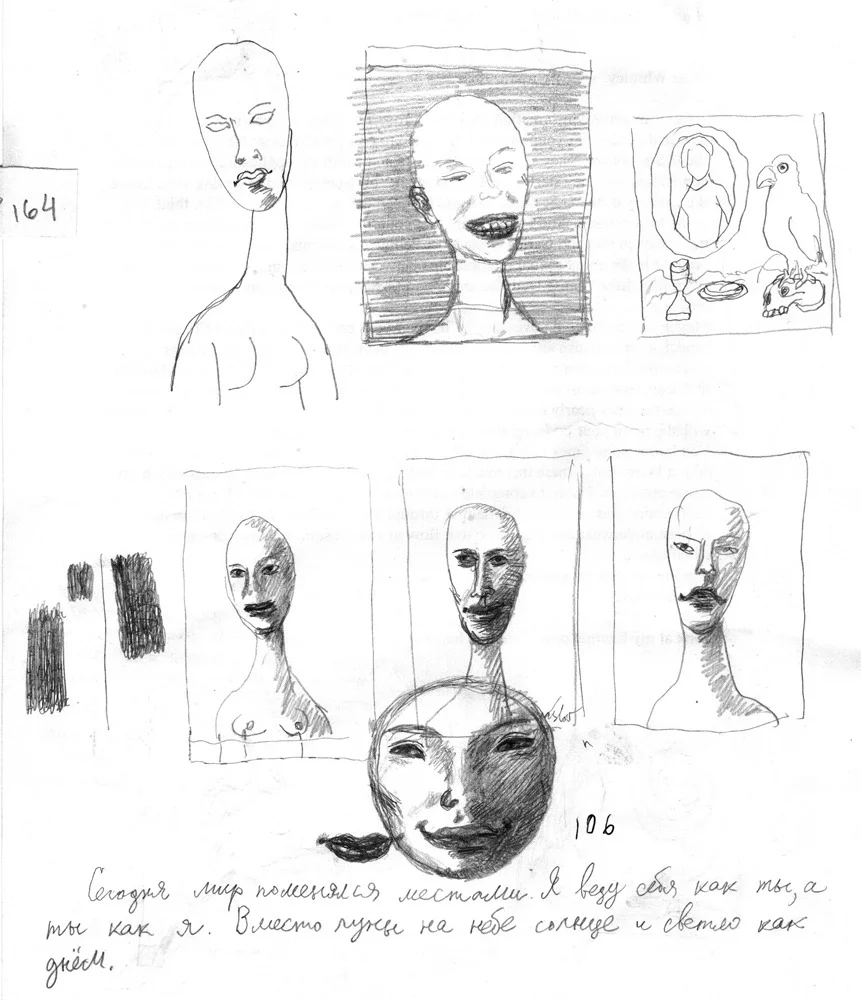 164
106
Сегодня мир поменялся местами. Я веду себя как ты, а
ты как я. Вместо луны на небе солнце и светло как
днём.